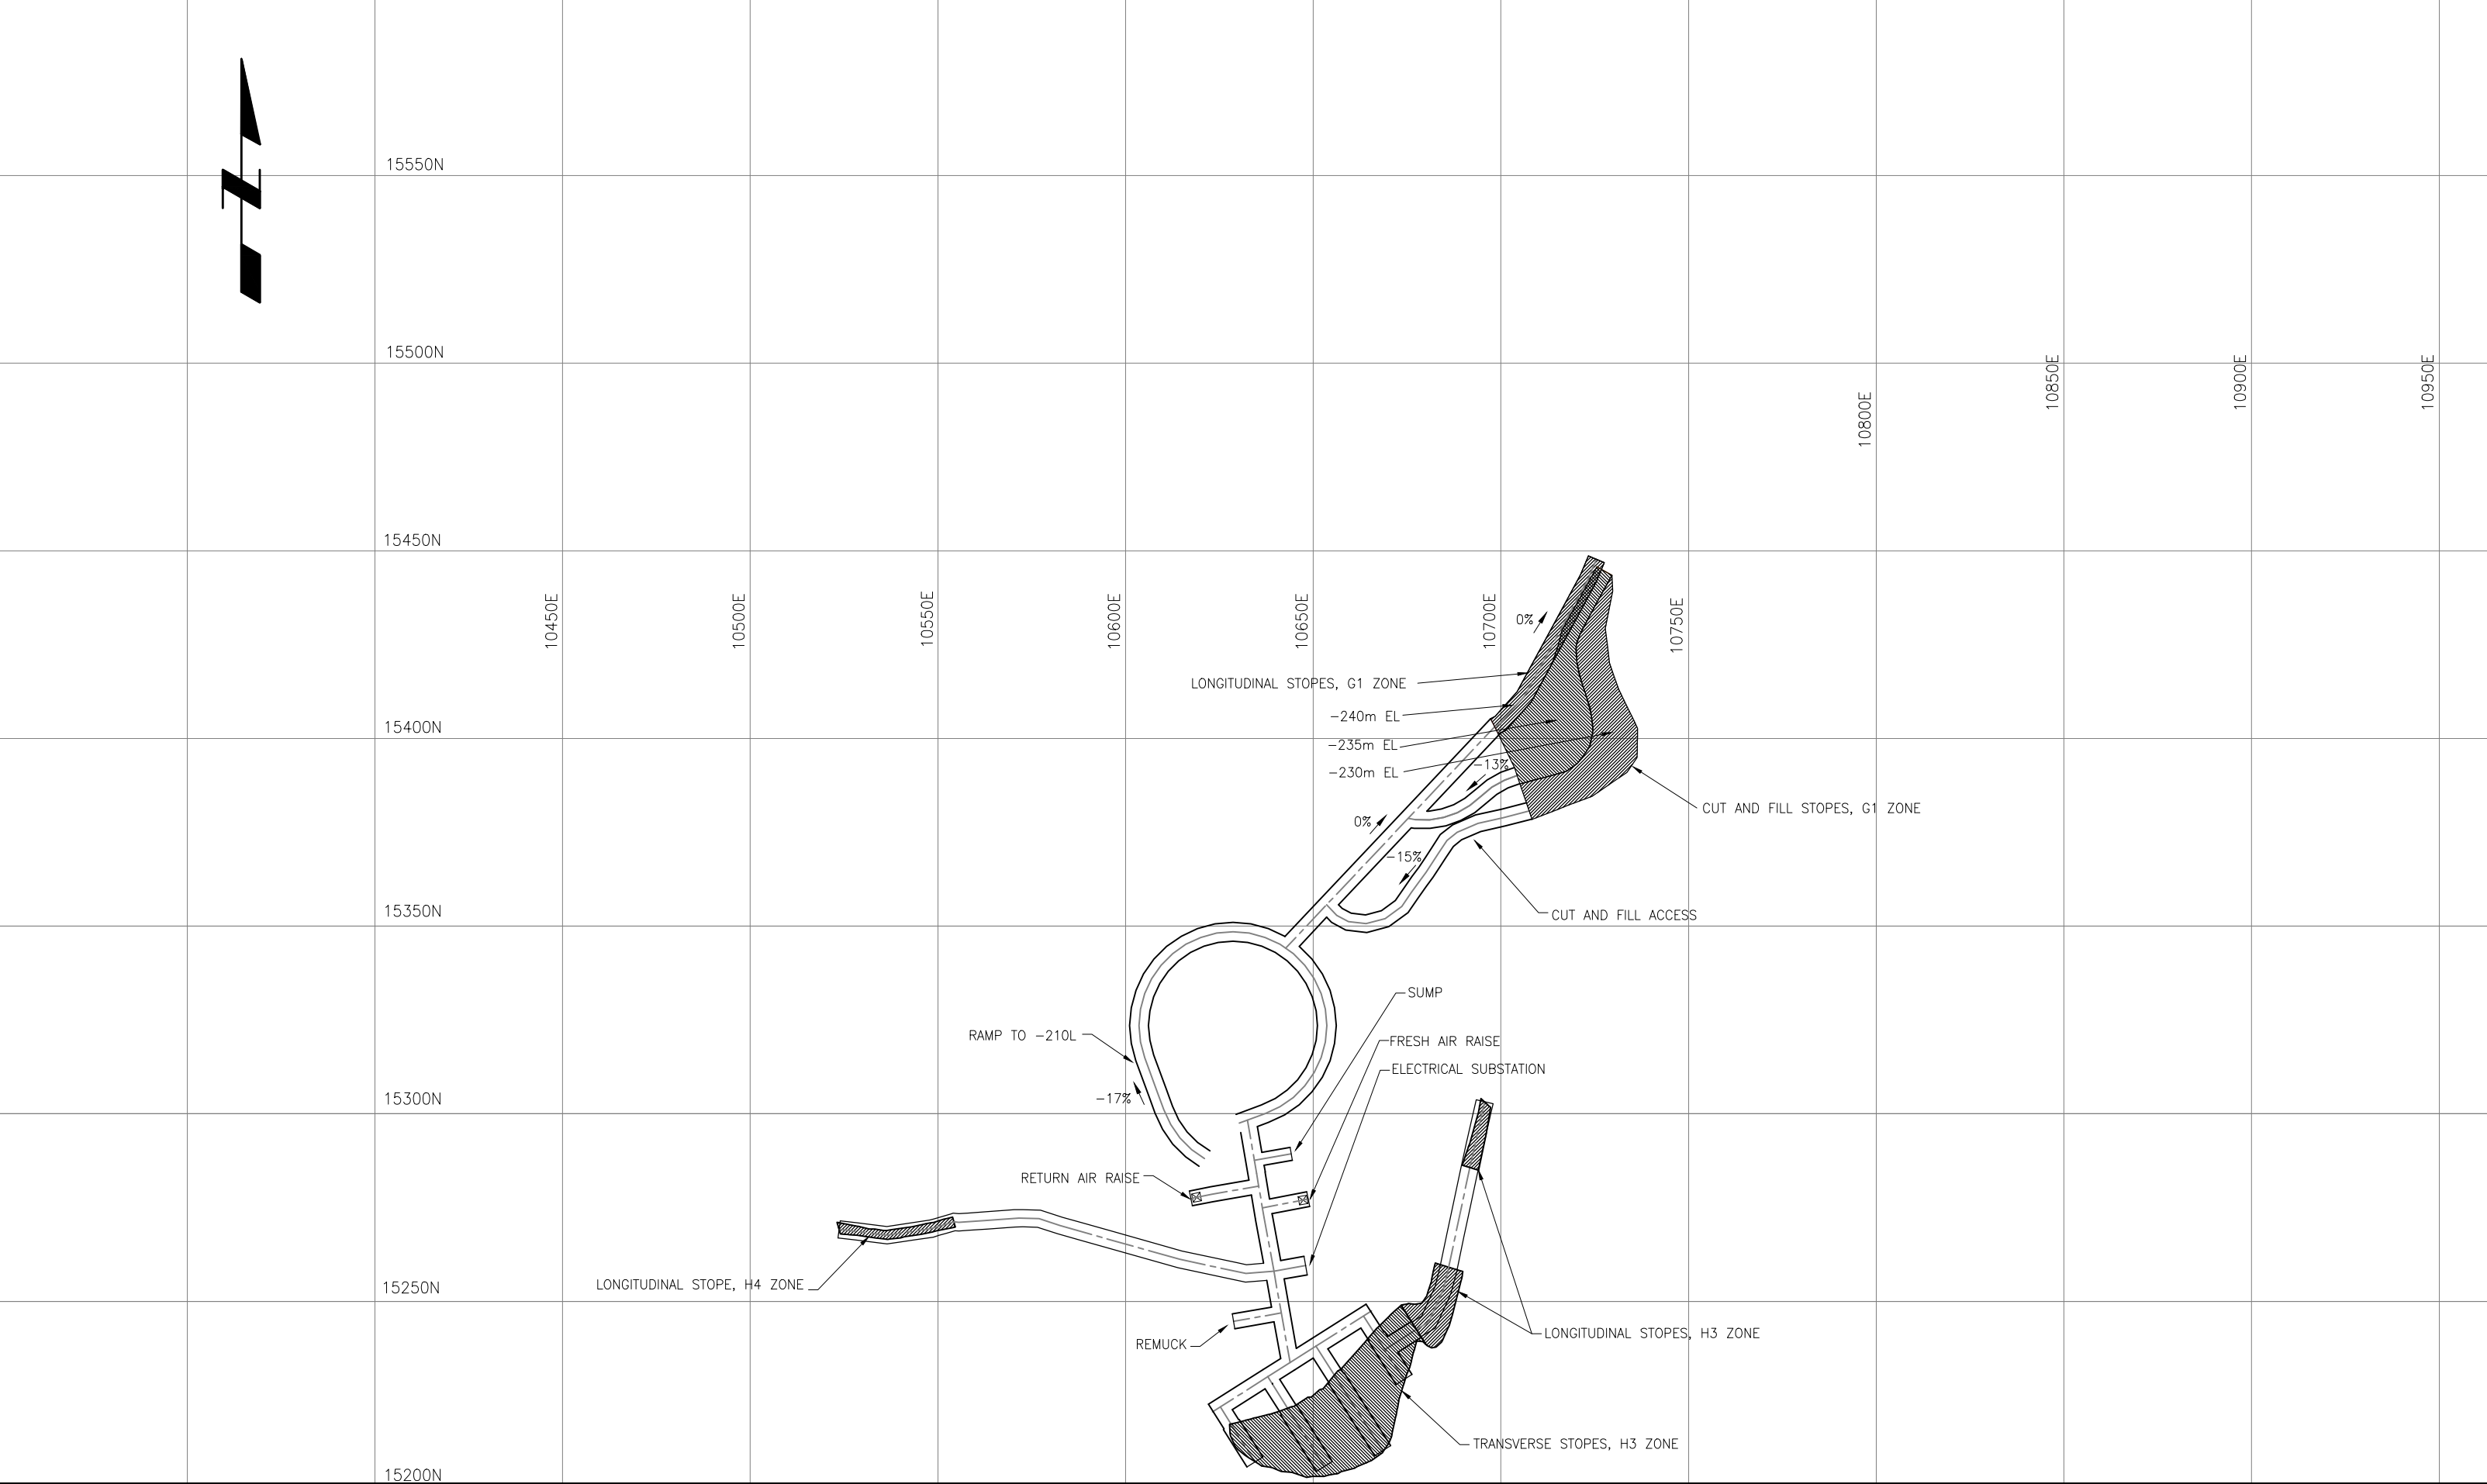 15550N
15500N
10850E
10900E
10950E
10800E
15450N
10450E
10500E
10550E
10600E
10650E
10700E
10750E
0%
LONGITUDINAL STOPES, G1 ZONE
-240m EL
15400N
-235m EL
-13%
-230m EL
CUT AND FILL STOPES, G1 ZONE
0%
-15%
15350N
CUT AND FILL ACCESS
SUMP
RAMP TO -210L
FRESH AIR RAISE
ELECTRICAL SUBSTATION
15300N
-17%
RETURN AIR RAISE
LONGITUDINAL STOPE, H4 ZONE
15250N
LONGITUDINAL STOPES, H3 ZONE
REMUCK
TRANSVERSE STOPES, H3 ZONE
15200N